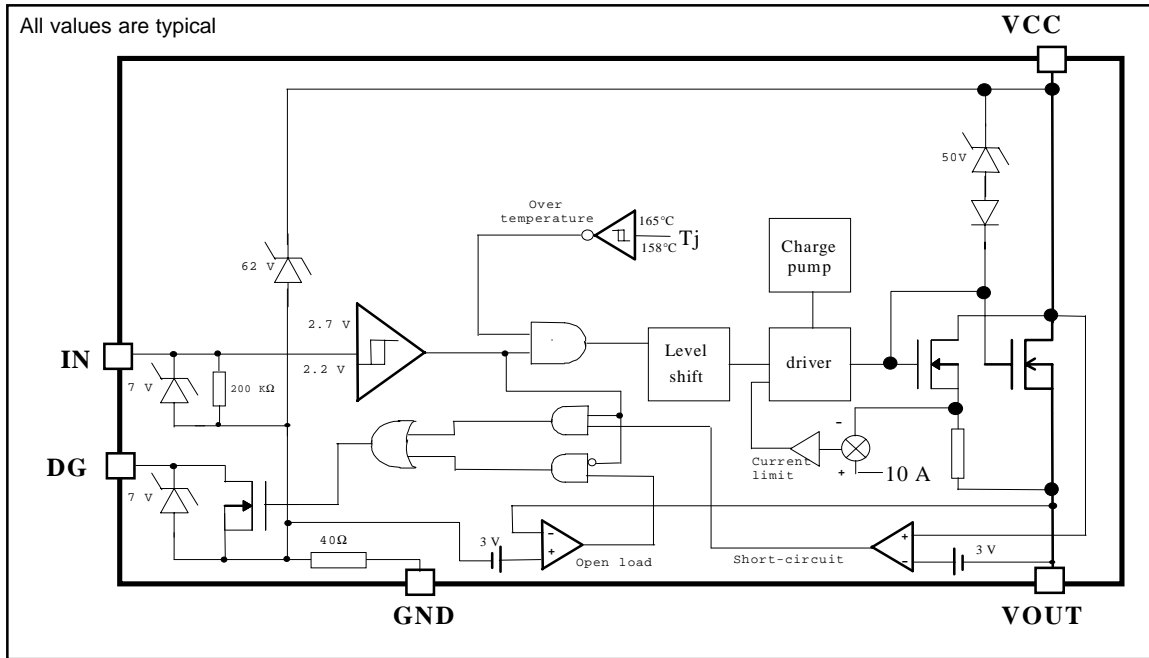 All values are typical
VCC
50V
Over
temperature
165°C
158°C
Tj
62 V
Charge
pump
2.7 V
IN
2.2 V
Level
shift
driver
7 V
200 KΩ
DG
-
+
10 A
Current
limit
7 V
40Ω
3 V
-
+
Open load
Short-circuit
+
-
3 V
GND
VOUT